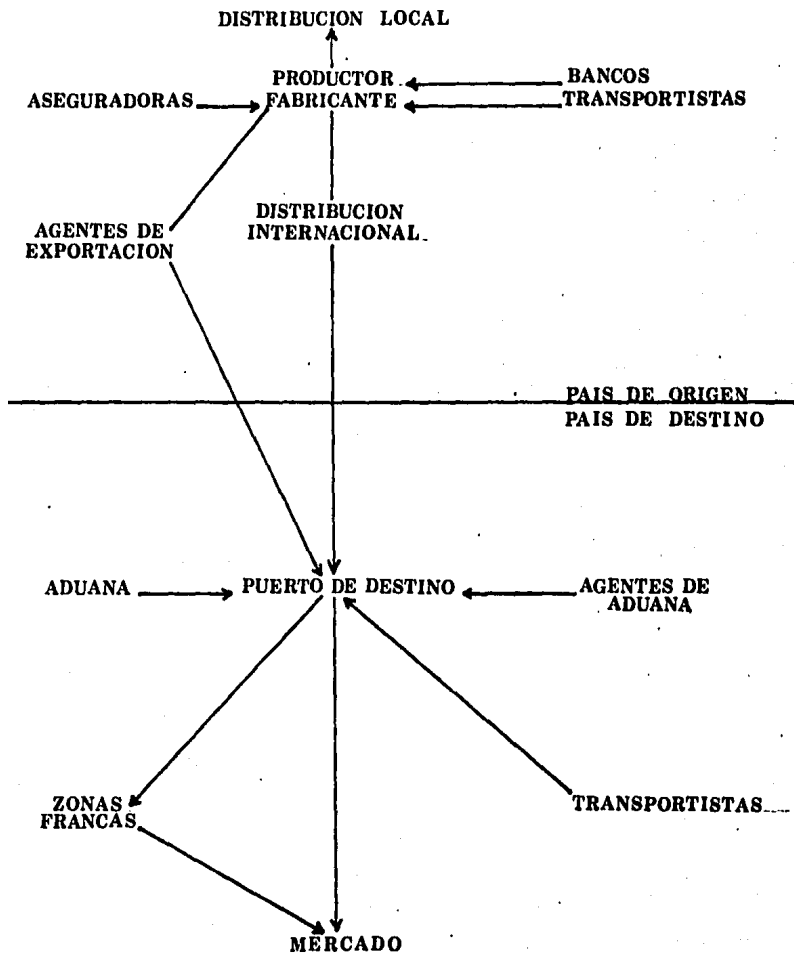 DISTRIBUCION LOCAL
PRODUCTOR
FABRICANTE
BANCOS
TRANSPORTISTAS
ASEGURADORAS
AGENTES DE
EXPORTACION
DISTRIBUCION
INTERNACIONAL
PAIS DE ORIGEN
PAIS DE DESTINO
ADUANA
PUERTO DE DESTINO
AGENTES DE
ADUANA
ZONAS
FRANCAS
TRANSPORTISTAS
MERCADO